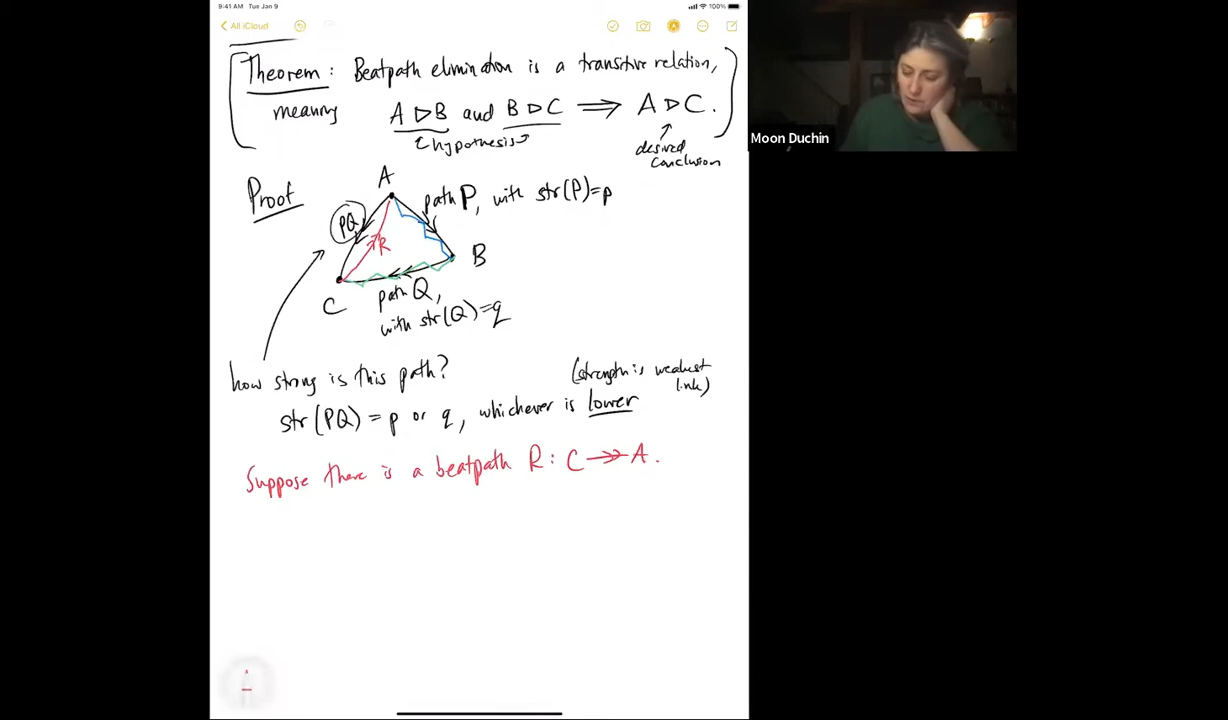 9:41 AM Tue Jan 9
100%
All iCloud
Theorem: Beatpath elimination is a transitive relation,
meaning A ▷ B and B ▷ C ⟹ A ▷ C.
hypothesis
desired
conclusion
Proof
A
path P, with str(P)=p
PQ
R
B
C
path Q,
with str(Q)=q
how strong is this path?
(strength is weakest
link)
str(PQ) = p or q, whichever is lower
Suppose there is a beatpath R: C ↠ A.
Moon Duchin